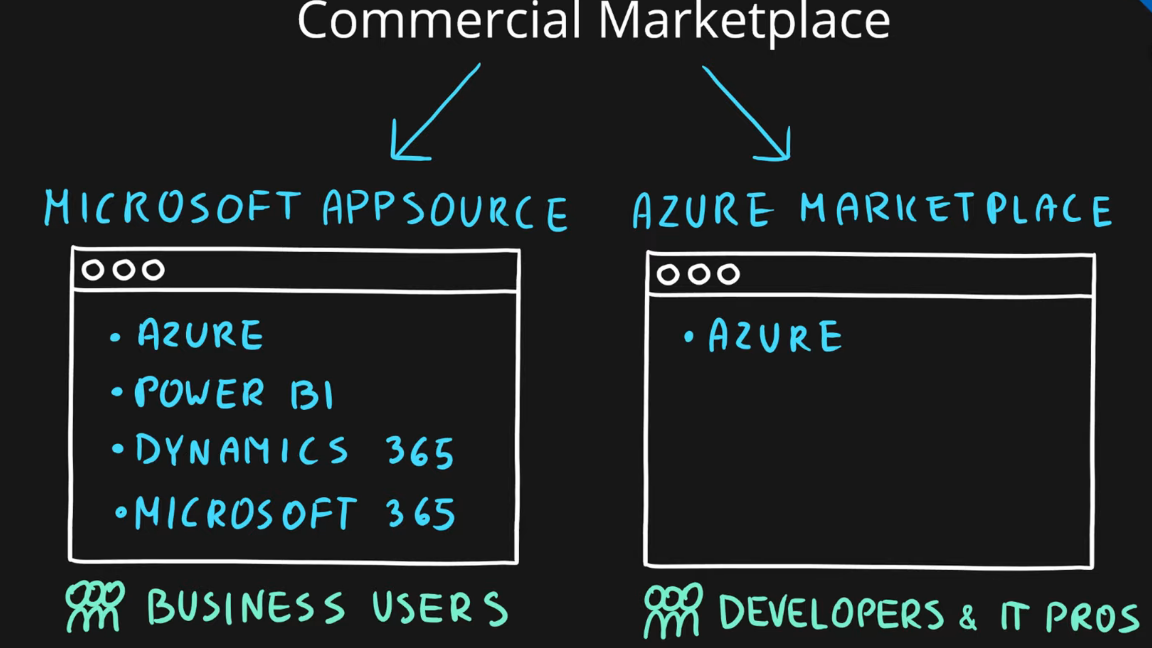 Commercial Marketplace
MICROSOFT APPSOURCE
• AZURE
• POWER BI
• DYNAMICS 365
• MICROSOFT 365
BUSINESS USERS
AZURE MARKETPLACE
• AZURE
DEVELOPERS & IT PROS